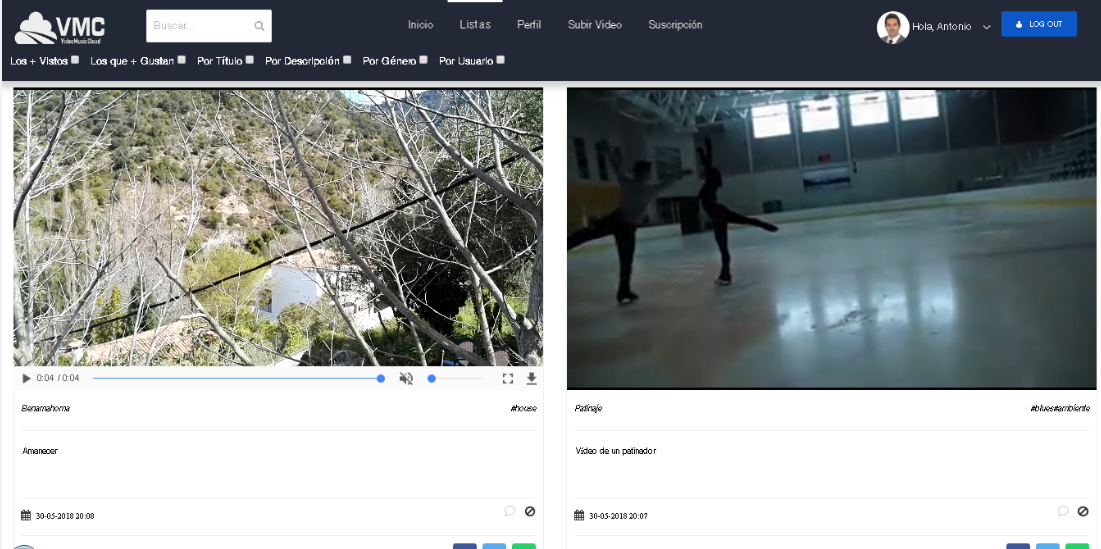 VMC
VideoMusicCloud
Buscar...
Inicio
Listas
Perfil
Subir Video
Suscripción
Hola, Antonio
LOG OUT
Los + Vistos
Los que + Gustan
Por Título
Por Descripción
Por Género
Por Usuario
0:04 / 0:04
Benamahoma #house
Amanecer
30-05-2018 20:08
Patinaje #blues#ambiente
Vídeo de un patinador
30-05-2018 20:07